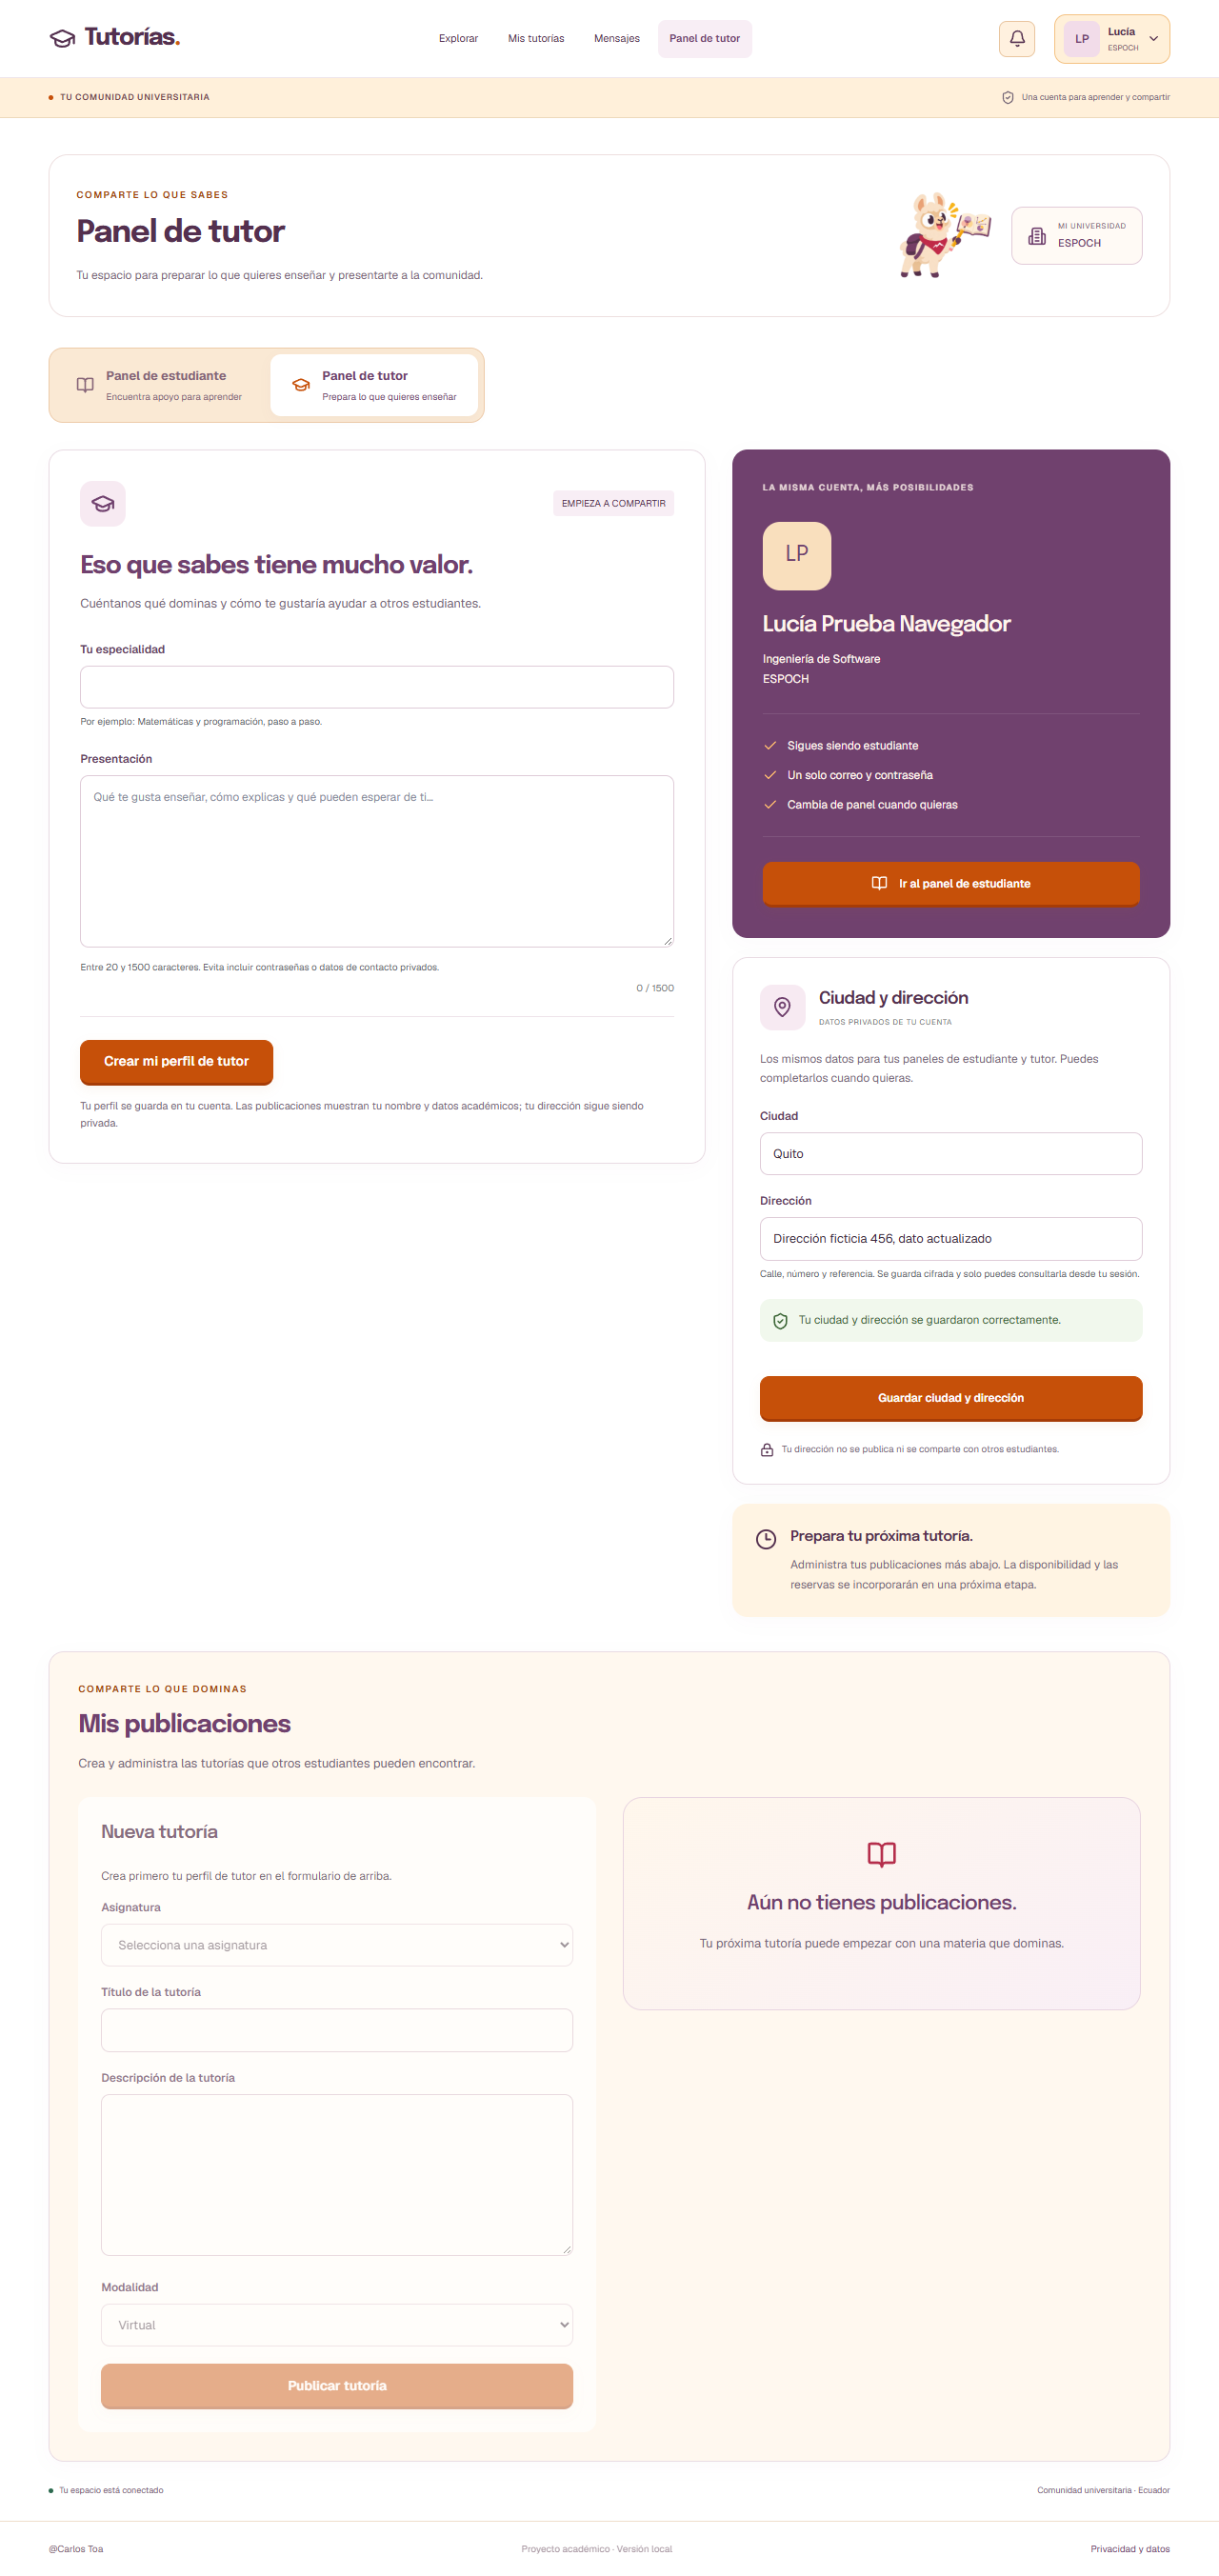 Tutorías.
Explorar
Mis tutorías
Mensajes
Panel de tutor
LP
Lucía
ESPOCH
TU COMUNIDAD UNIVERSITARIA
Una cuenta para aprender y compartir
COMPARTE LO QUE SABES
Panel de tutor
Tu espacio para preparar lo que quieres enseñar y presentarte a la comunidad.
MI UNIVERSIDAD
ESPOCH
Panel de estudiante
Encuentra apoyo para aprender
Panel de tutor
Prepara lo que quieres enseñar
EMPIEZA A COMPARTIR
Eso que sabes tiene mucho valor.
Cuéntanos qué dominas y cómo te gustaría ayudar a otros estudiantes.
Tu especialidad
Por ejemplo: Matemáticas y programación, paso a paso.
Presentación
Qué te gusta enseñar, cómo explicas y qué pueden esperar de ti...
Entre 20 y 1500 caracteres. Evita incluir contraseñas o datos de contacto privados.
0 / 1500
Crear mi perfil de tutor
Tu perfil se guarda en tu cuenta. Las publicaciones muestran tu nombre y datos académicos; tu dirección sigue siendo
privada.
LA MISMA CUENTA, MÁS POSIBILIDADES
LP
Lucía Prueba Navegador
Ingeniería de Software
ESPOCH
Sigues siendo estudiante
Un solo correo y contraseña
Cambia de panel cuando quieras
Ir al panel de estudiante
Ciudad y dirección
DATOS PRIVADOS DE TU CUENTA
Los mismos datos para tus paneles de estudiante y tutor. Puedes
completarlos cuando quieras.
Ciudad
Quito
Dirección
Dirección ficticia 456, dato actualizado
Calle, número y referencia. Se guarda cifrada y solo puedes consultarla desde tu sesión.
Tu ciudad y dirección se guardaron correctamente.
Guardar ciudad y dirección
Tu dirección no se publica ni se comparte con otros estudiantes.
Prepara tu próxima tutoría.
Administra tus publicaciones más abajo. La disponibilidad y las
reservas se incorporarán en una próxima etapa.
COMPARTE LO QUE DOMINAS
Mis publicaciones
Crea y administra las tutorías que otros estudiantes pueden encontrar.
Nueva tutoría
Crea primero tu perfil de tutor en el formulario de arriba.
Asignatura
Selecciona una asignatura
Título de la tutoría
Descripción de la tutoría
Modalidad
Virtual
Publicar tutoría
Aún no tienes publicaciones.
Tu próxima tutoría puede empezar con una materia que dominas.
Tu espacio está conectado
Comunidad universitaria · Ecuador
@Carlos Toa
Proyecto académico · Versión local
Privacidad y datos